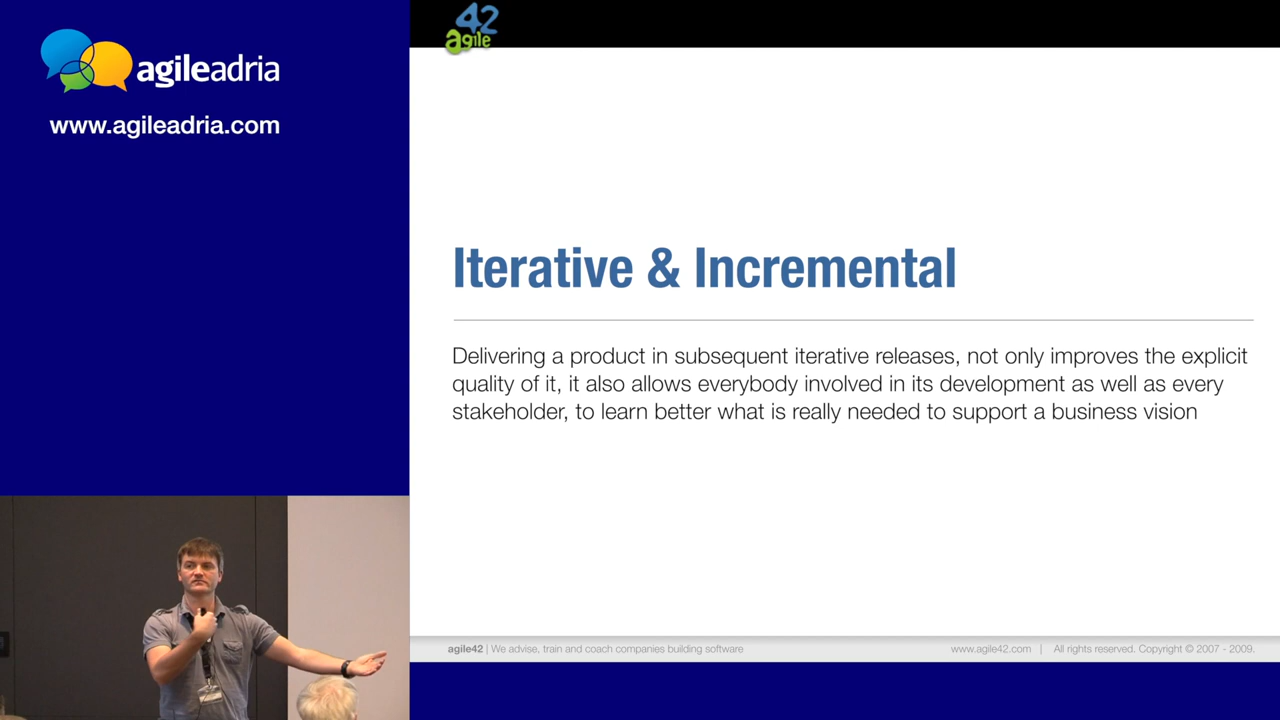 agileadria
www.agileadria.com
42
agile
Iterative & Incremental
Delivering a product in subsequent iterative releases, not only improves the explicit
quality of it, it also allows everybody involved in its development as well as every
stakeholder, to learn better what is really needed to support a business vision
agile42 | We advise, train and coach companies building software
www.agile42.com | All rights reserved. Copyright © 2007 - 2009.